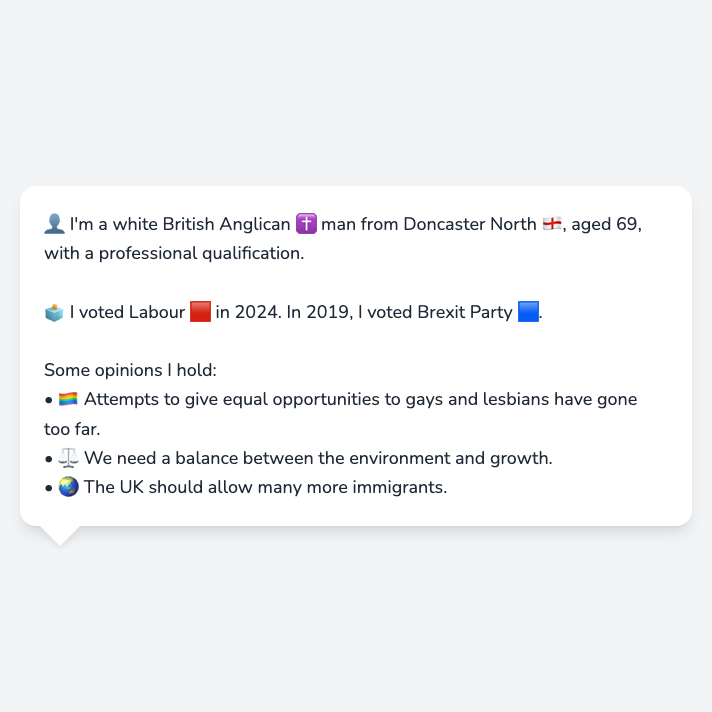 👤 I'm a white British Anglican ✝️ man from Doncaster North 🏴󠁧󠁢󠁥󠁮󠁧󠁿, aged 69,
with a professional qualification.
🗳️ I voted Labour 🟥 in 2024. In 2019, I voted Brexit Party 🟦.
Some opinions I hold:
• 🏳️‍🌈 Attempts to give equal opportunities to gays and lesbians have gone
too far.
• ⚖️ We need a balance between the environment and growth.
• 🌏 The UK should allow many more immigrants.